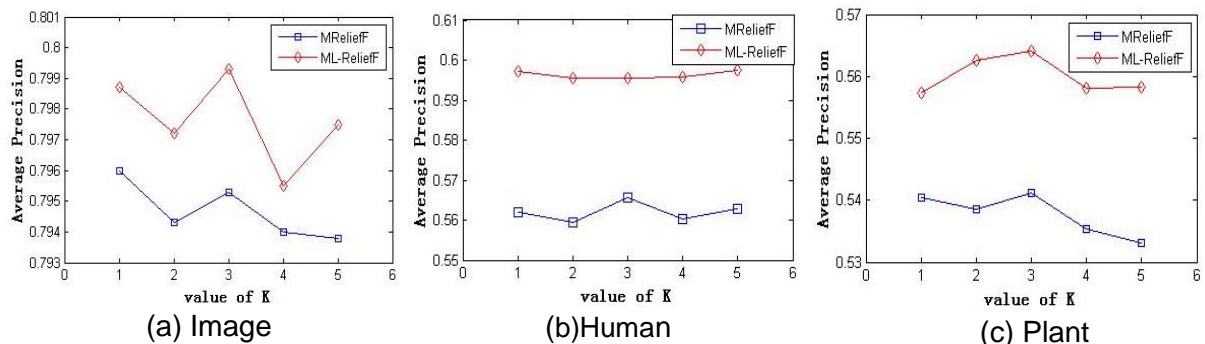 0.801
0.8
0.799
0.798
0.797
0.796
0.795
0.794
0.793
Average Precision
MReliefF
ML-ReliefF
0 1 2 3 4 5 6
value of K
(a) Image
0.61
0.6
0.59
0.58
0.57
0.56
0.55
Average Precision
MReliefF
ML-ReliefF
0 1 2 3 4 5 6
value of K
(b)Human
0.57
0.56
0.55
0.54
0.53
Average Precision
MReliefF
ML-ReliefF
0 1 2 3 4 5 6
value of K
(c) Plant